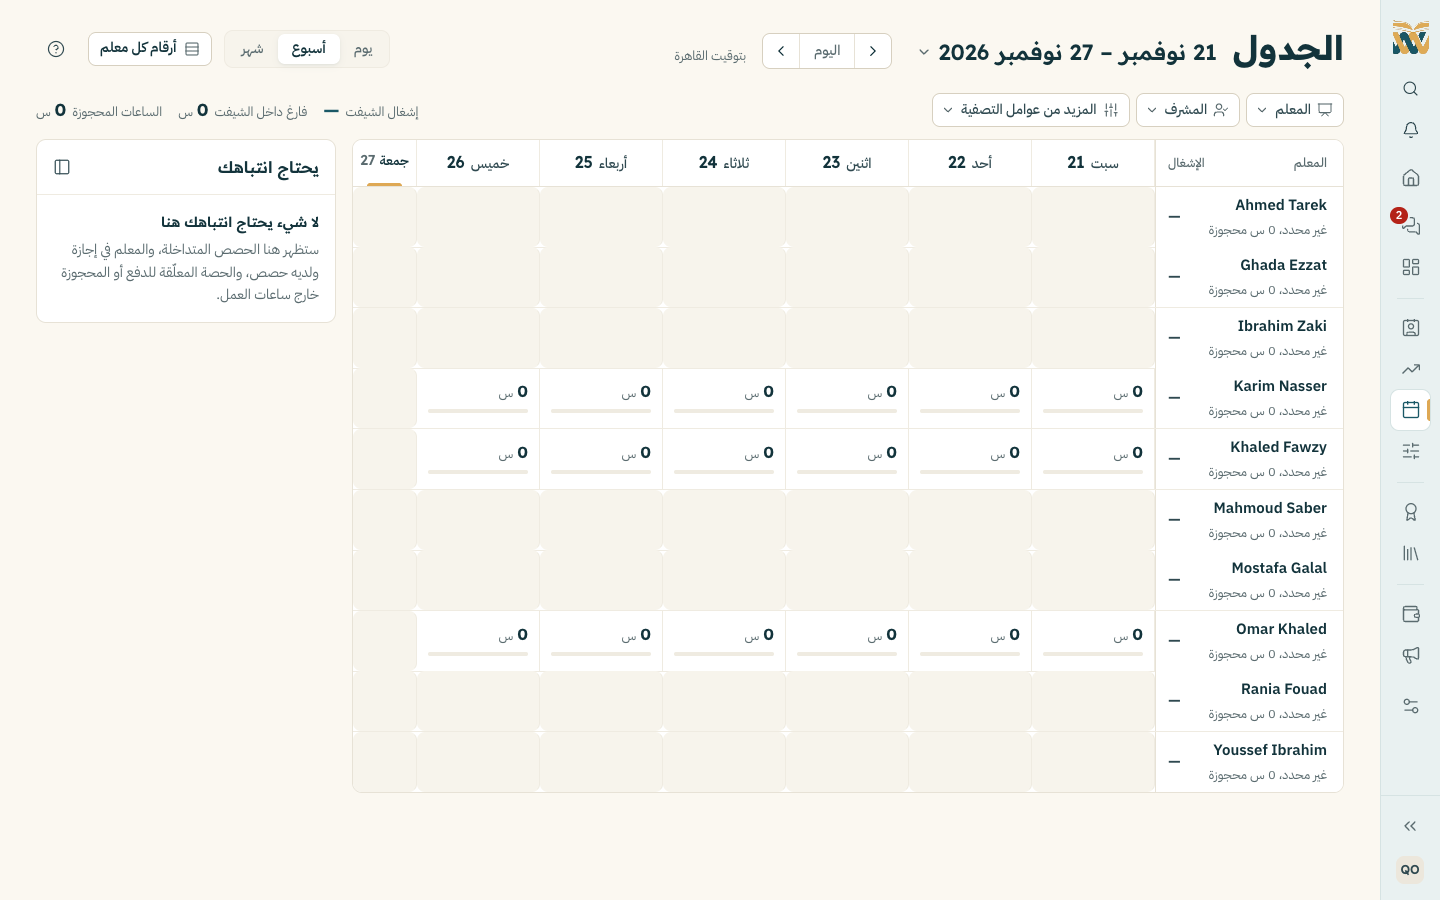 الجدول 21 نوفمبر – 27 نوفمبر 2026
اليوم
بتوقيت القاهرة
يوم أسبوع شهر
أرقام كل معلم
المعلم
المشرف
المزيد من عوامل التصفية
إشغال الشيفت —
فارغ داخل الشيفت 0 س
الساعات المحجوزة 0 س
المعلم الإشغال سبت 21 أحد 22 اثنين 23 ثلاثاء 24 أربعاء 25 خميس 26 جمعة 27
Ahmed Tarek —
غير محدد، 0 س محجوزة
Ghada Ezzat —
غير محدد، 0 س محجوزة
Ibrahim Zaki —
غير محدد، 0 س محجوزة
Karim Nasser — 0 س 0 س 0 س 0 س 0 س 0 س
غير محدد، 0 س محجوزة
Khaled Fawzy — 0 س 0 س 0 س 0 س 0 س 0 س
غير محدد، 0 س محجوزة
Mahmoud Saber —
غير محدد، 0 س محجوزة
Mostafa Galal —
غير محدد، 0 س محجوزة
Omar Khaled — 0 س 0 س 0 س 0 س 0 س 0 س
غير محدد، 0 س محجوزة
Rania Fouad —
غير محدد، 0 س محجوزة
Youssef Ibrahim —
غير محدد، 0 س محجوزة
يحتاج انتباهك
لا شيء يحتاج انتباهك هنا
ستظهر هنا الحصص المتداخلة، والمعلم في إجازة
ولديه حصص، والحصة المعلّقة للدفع أو المحجوزة
خارج ساعات العمل.
2
QO